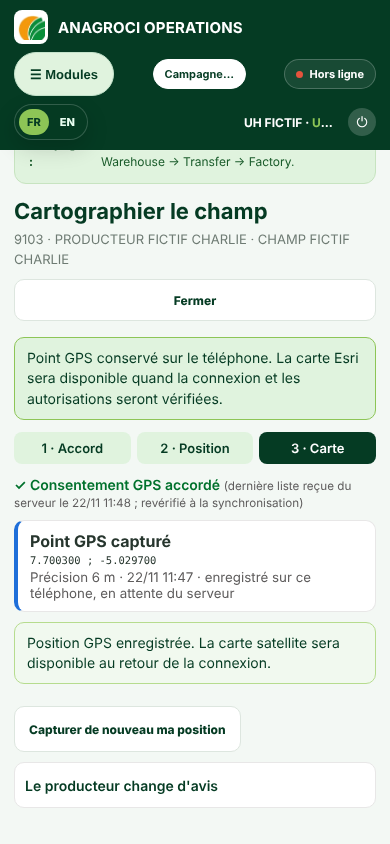 ANAGROCI OPERATIONS
☰ Modules
Campagne...
Hors ligne
FR
EN
UH FICTIF · U...
:
Warehouse → Transfer → Factory.
Cartographier le champ
9103 · PRODUCTEUR FICTIF CHARLIE · CHAMP FICTIF
CHARLIE
Fermer
Point GPS conservé sur le téléphone. La carte Esri
sera disponible quand la connexion et les
autorisations seront vérifiées.
1 · Accord
2 · Position
3 · Carte
✓ Consentement GPS accordé (dernière liste reçue du
serveur le 22/11 11:48 ; revérifié à la synchronisation)
Point GPS capturé
7.700300 ; -5.029700
Précision 6 m · 22/11 11:47 · enregistré sur ce
téléphone, en attente du serveur
Position GPS enregistrée. La carte satellite sera
disponible au retour de la connexion.
Capturer de nouveau ma position
Le producteur change d'avis